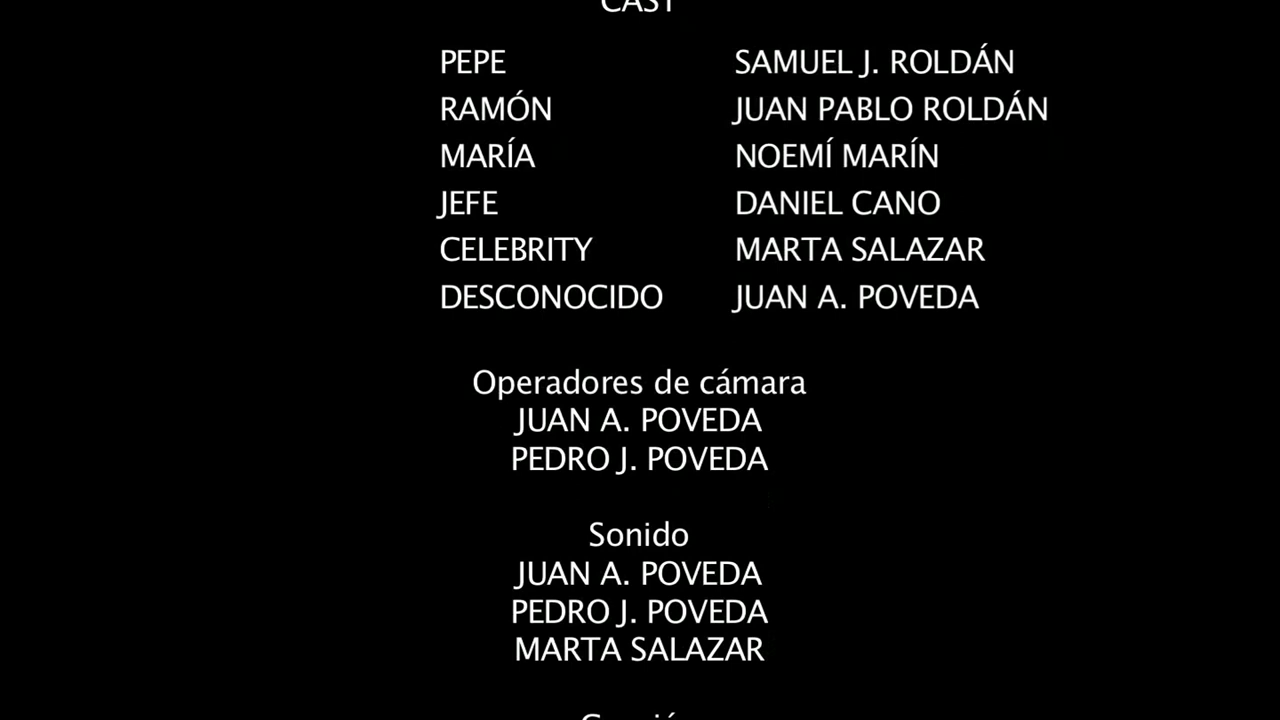 CAST
PEPE SAMUEL J. ROLDÁN
RAMÓN JUAN PABLO ROLDÁN
MARÍA NOEMÍ MARÍN
JEFE DANIEL CANO
CELEBRITY MARTA SALAZAR
DESCONOCIDO JUAN A. POVEDA
Operadores de cámara
JUAN A. POVEDA
PEDRO J. POVEDA
Sonido
JUAN A. POVEDA
PEDRO J. POVEDA
MARTA SALAZAR